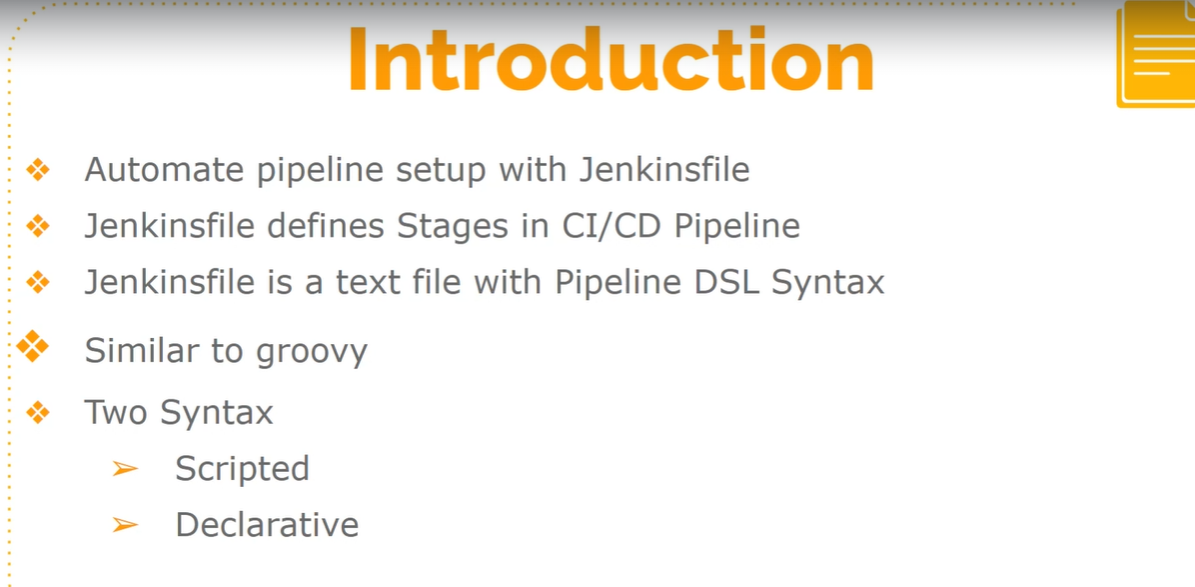 Introduction
Automate pipeline setup with Jenkinsfile
Jenkinsfile defines Stages in CI/CD Pipeline
Jenkinsfile is a text file with Pipeline DSL Syntax
Similar to groovy
Two Syntax
Scripted
Declarative